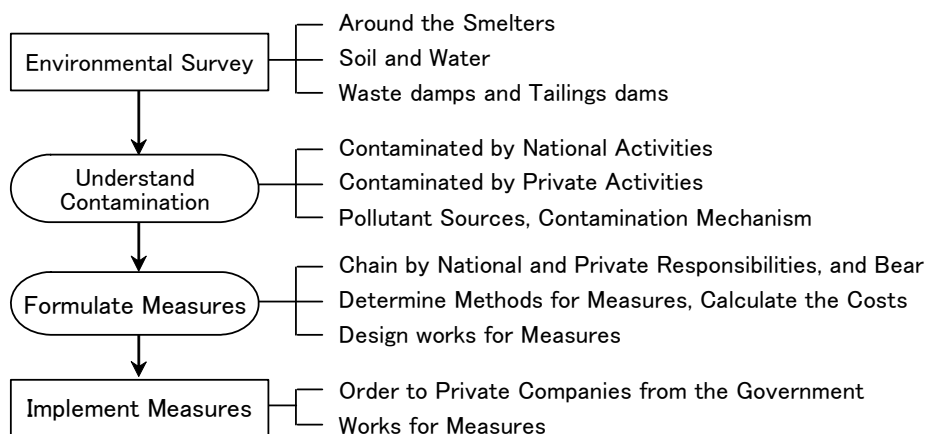 Environmental Survey
Around the Smelters
Soil and Water
Waste damps and Tailings dams
Understand
Contamination
Contaminated by National Activities
Contaminated by Private Activities
Pollutant Sources, Contamination Mechanism
Formulate Measures
Chain by National and Private Responsibilities, and Bear
Determine Methods for Measures, Calculate the Costs
Design works for Measures
Implement Measures
Order to Private Companies from the Government
Works for Measures